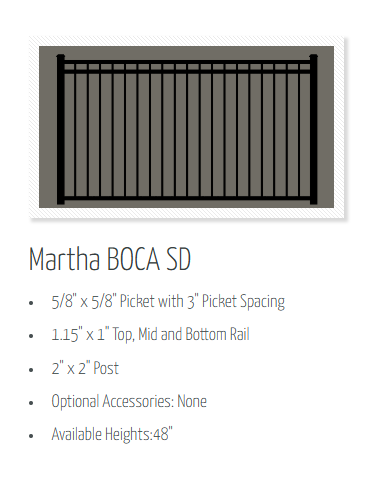 Martha BOCA SD
• 5/8" x 5/8" Picket with 3" Picket Spacing
• 1.15" x 1" Top, Mid and Bottom Rail
• 2" x 2" Post
• Optional Accessories: None
• Available Heights:48"